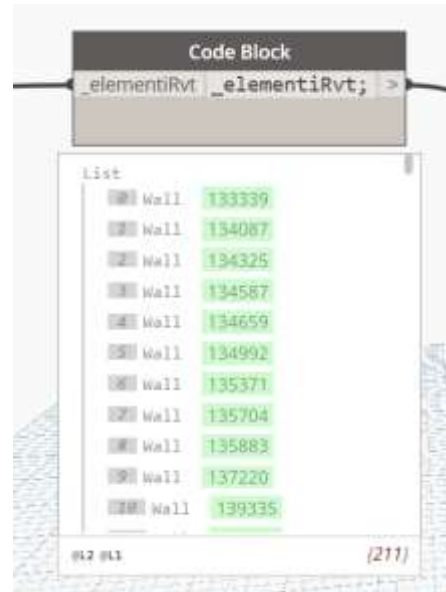 Code Block
_elementiRvt _elementiRvt; >
List
0 Wall 133339
1 Wall 134087
2 Wall 134325
3 Wall 134587
4 Wall 134659
5 Wall 134992
6 Wall 135371
7 Wall 135704
8 Wall 135883
9 Wall 137220
10 Wall 139335
@L2 @L1 {211}